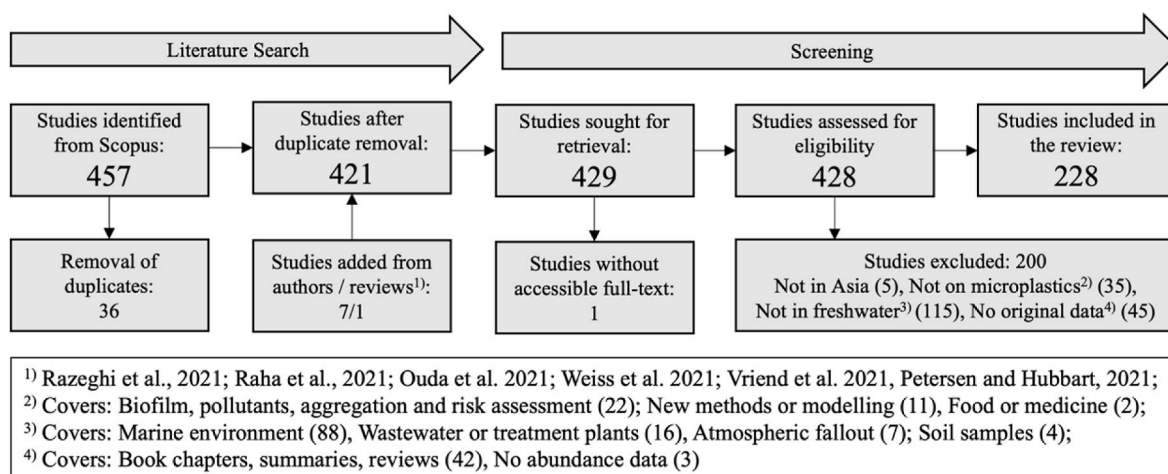 Literature Search
Screening
Studies identified
from Scopus:
457
Studies after
duplicate removal:
421
Studies sought for
retrieval:
429
Studies assessed for
eligibility
428
Studies included in
the review:
228
Removal of
duplicates:
36
Studies added from
authors / reviews¹⁾:
7/1
Studies without
accessible full-text:
1
Studies excluded: 200
Not in Asia (5), Not on microplastics²⁾ (35),
Not in freshwater³⁾ (115), No original data⁴⁾ (45)
¹⁾ Razeghi et al., 2021; Raha et al., 2021; Ouda et al. 2021; Weiss et al. 2021; Vriend et al. 2021, Petersen and Hubbart, 2021;
²⁾ Covers: Biofilm, pollutants, aggregation and risk assessment (22); New methods or modelling (11), Food or medicine (2);
³⁾ Covers: Marine environment (88), Wastewater or treatment plants (16), Atmospheric fallout (7); Soil samples (4);
⁴⁾ Covers: Book chapters, summaries, reviews (42), No abundance data (3)